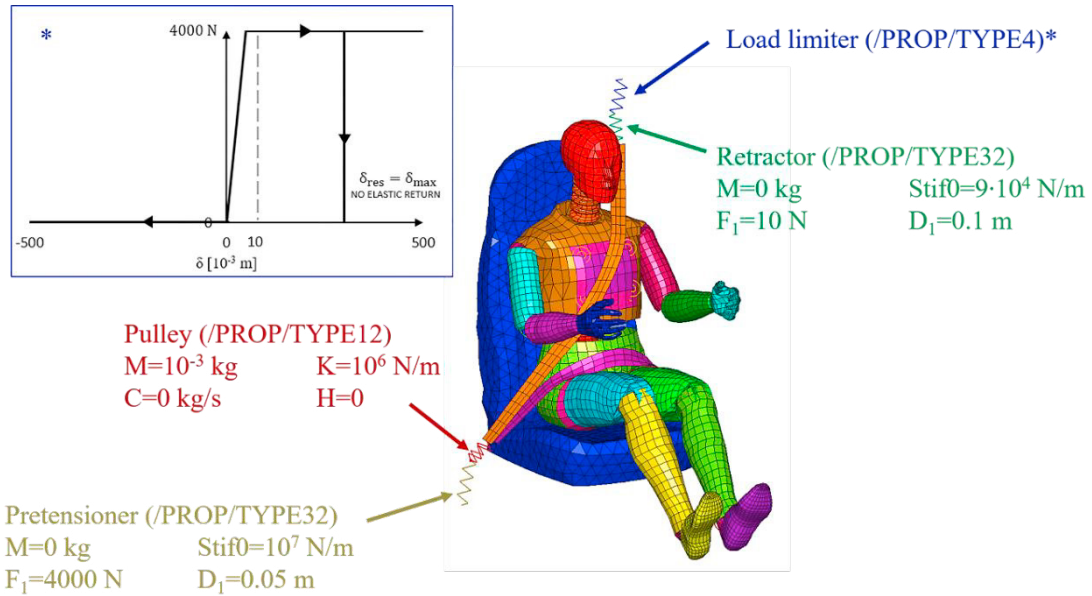 *
4000 N
0
δres = δmax
NO ELASTIC RETURN
-500 0 10 500
δ [10⁻³ m]
Load limiter (/PROP/TYPE4)*
Retractor (/PROP/TYPE32)
M=0 kg Stif0=9·10⁴ N/m
F₁=10 N D₁=0.1 m
Pulley (/PROP/TYPE12)
M=10⁻³ kg K=10⁶ N/m
C=0 kg/s H=0
Pretensioner (/PROP/TYPE32)
M=0 kg Stif0=10⁷ N/m
F₁=4000 N D₁=0.05 m